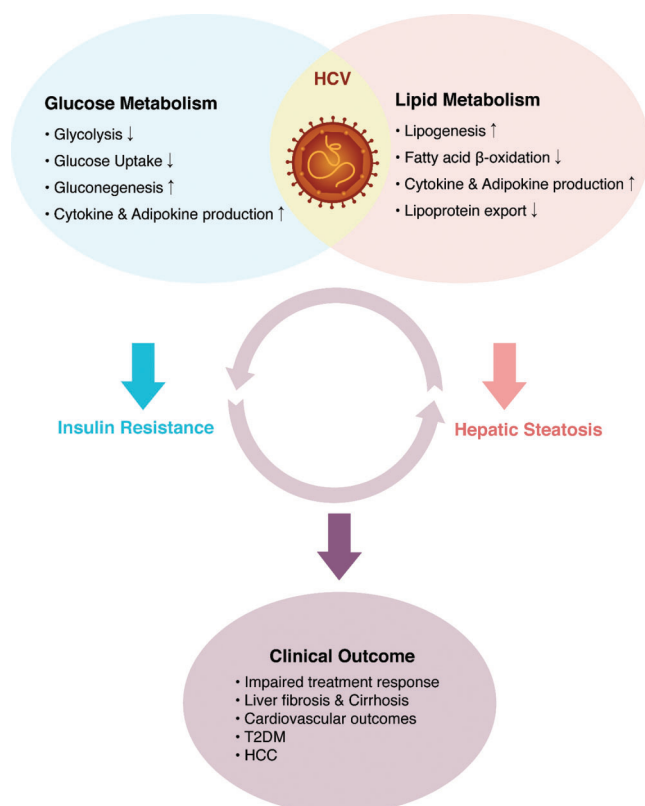 HCV
Glucose Metabolism
• Glycolysis ↓
• Glucose Uptake ↓
• Gluconegenesis ↑
• Cytokine & Adipokine production ↑
Lipid Metabolism
• Lipogenesis ↑
• Fatty acid β-oxidation ↓
• Cytokine & Adipokine production ↑
• Lipoprotein export ↓
Insulin Resistance
Hepatic Steatosis
Clinical Outcome
• Impaired treatment response
• Liver fibrosis & Cirrhosis
• Cardiovascular outcomes
• T2DM
• HCC